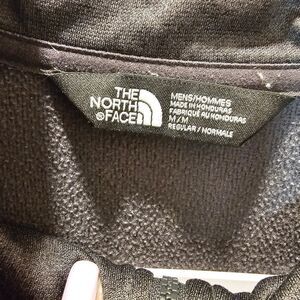 THE
NORTH
FACE
MENS/HOMMES
MADE IN HONDURAS
FABRIQUÉ AU HONDURAS
M/M
REGULAR/NORMALE